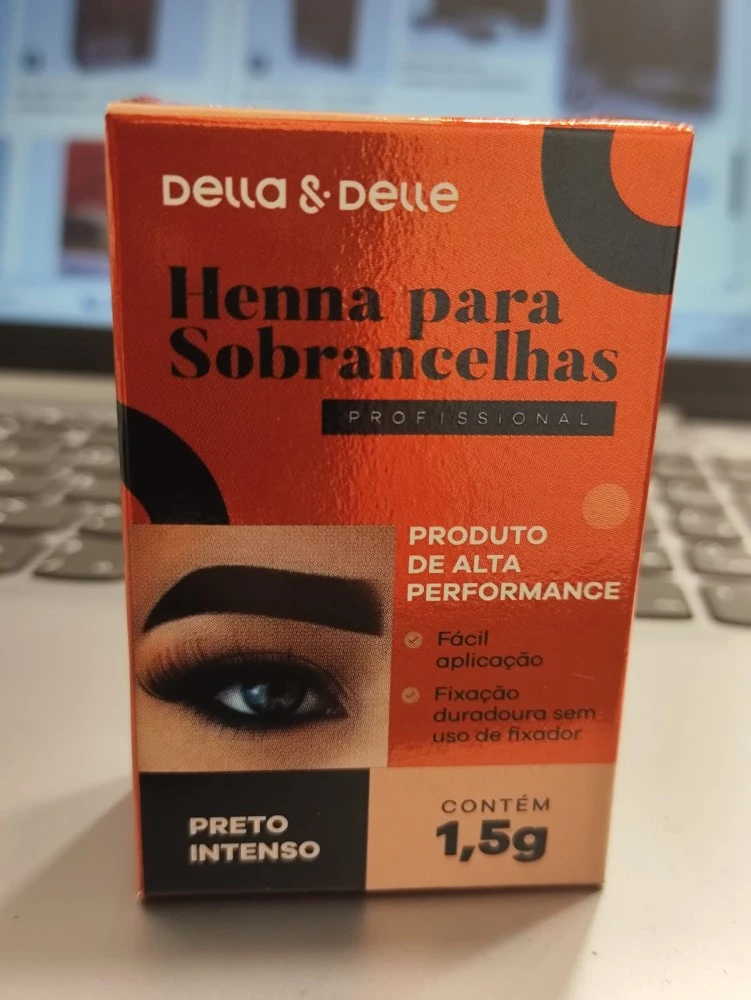 Della & Delle
Henna para
Sobrancelhas
PROFISSIONAL
PRODUTO
DE ALTA
PERFORMANCE
Fácil
aplicação
Fixação
duradoura sem
uso de fixador
PRETO
INTENSO
CONTÉM
1,5g